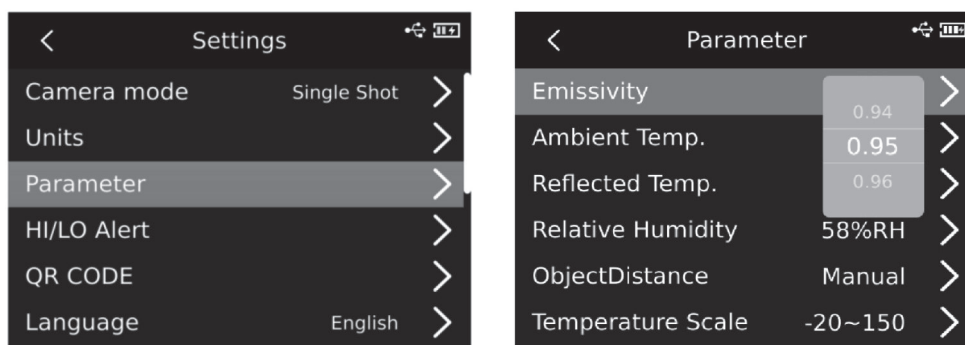 Settings
Camera mode Single Shot
Units
Parameter
HI/LO Alert
QR CODE
Language English
Parameter
Emissivity
0.94
Ambient Temp. 0.95
Reflected Temp. 0.96
Relative Humidity 58%RH
ObjectDistance Manual
Temperature Scale -20~150